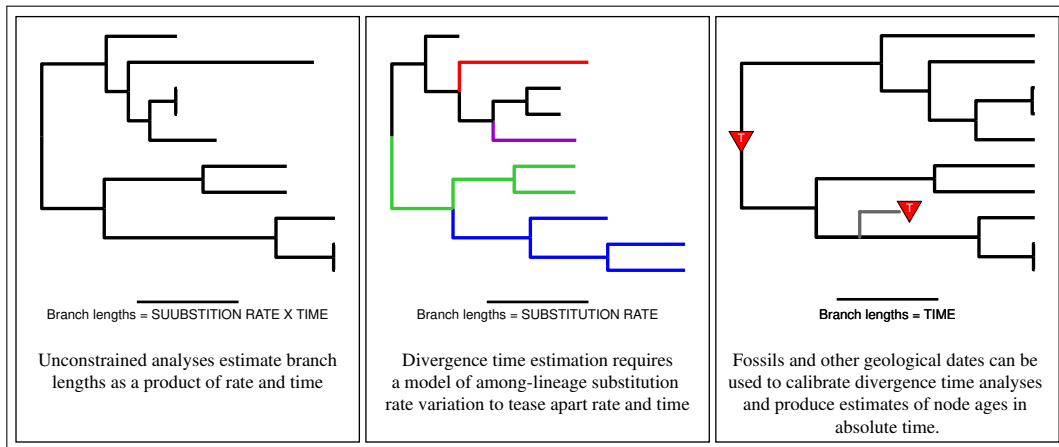 Branch lengths = SUUBSTITION RATE X TIME
Unconstrained analyses estimate branch
lengths as a product of rate and time
Branch lengths = SUBSTITUTION RATE
Divergence time estimation requires
a model of among-lineage substitution
rate variation to tease apart rate and time
T
T
Branch lengths = TIME
Fossils and other geological dates can be
used to calibrate divergence time analyses
and produce estimates of node ages in
absolute time.